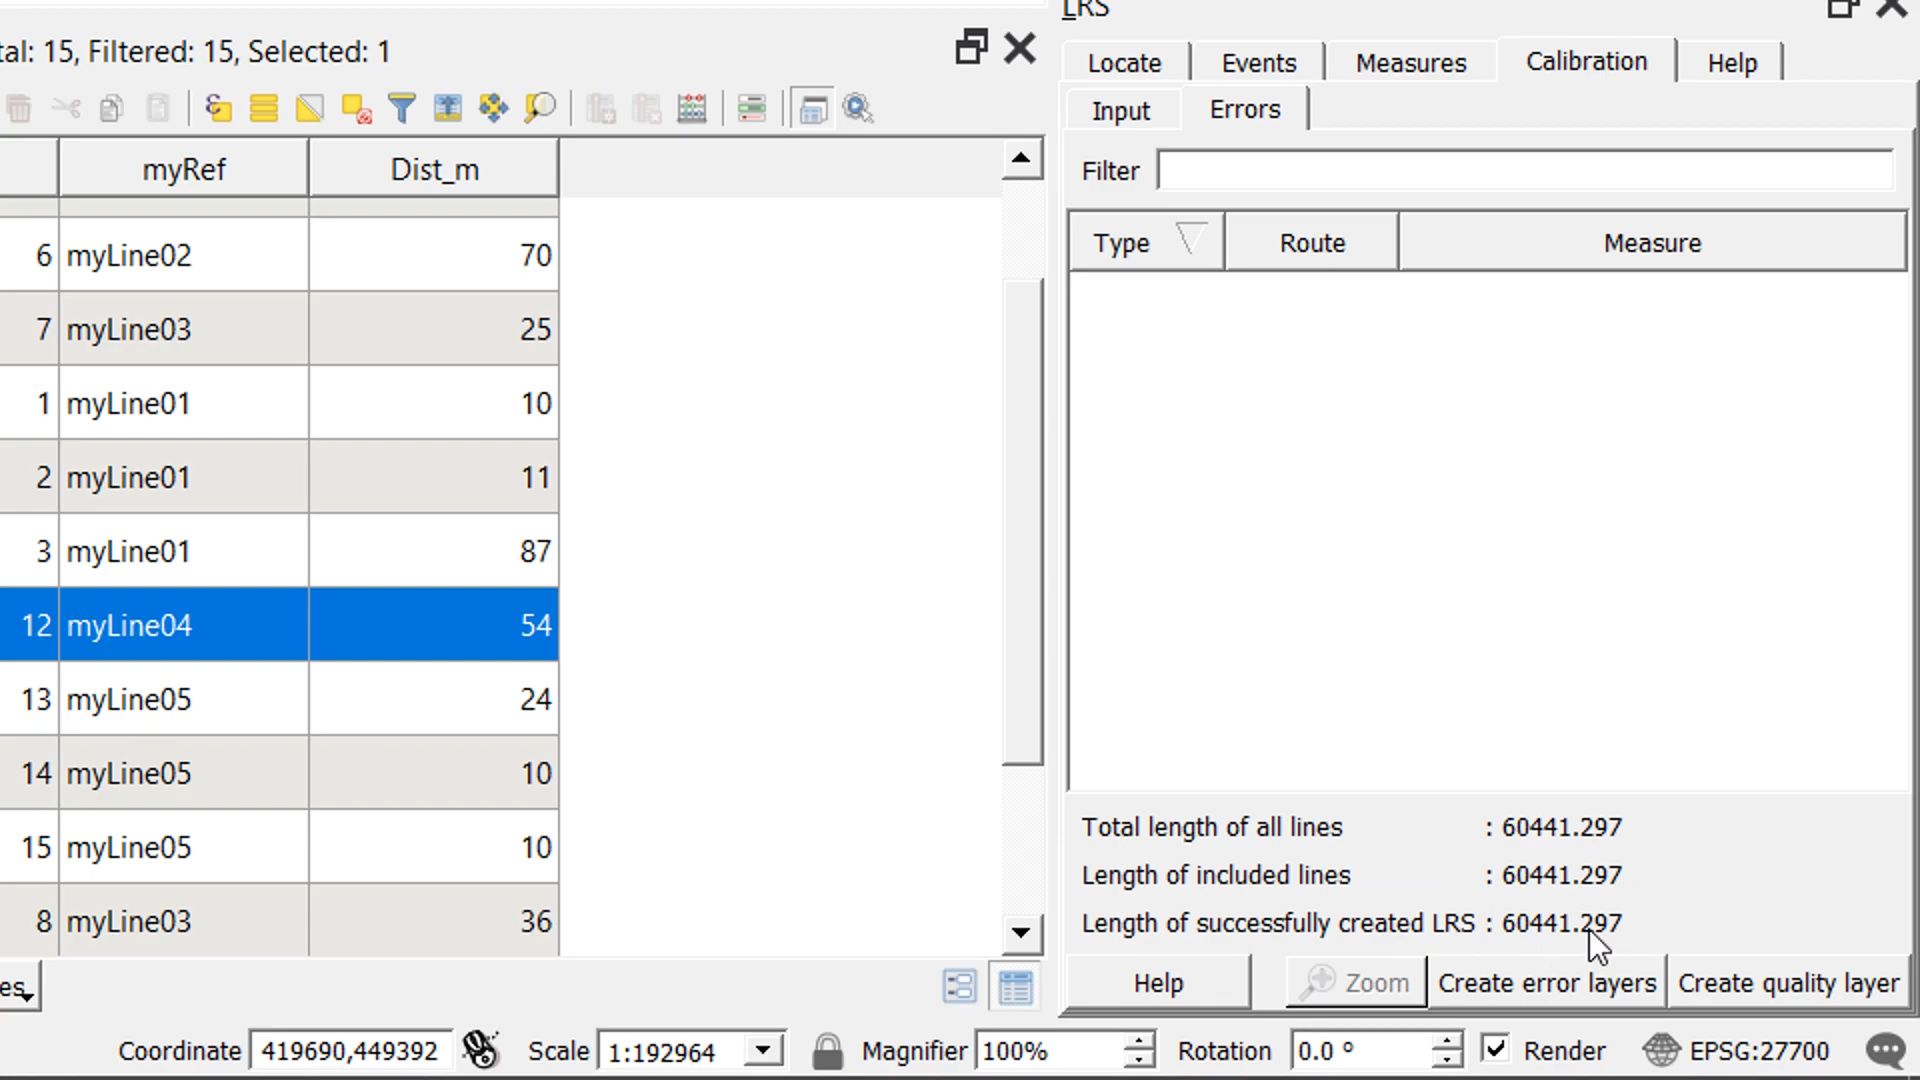 tal: 15, Filtered: 15, Selected: 1
myRef Dist_m
6 myLine02 70
7 myLine03 25
1 myLine01 10
2 myLine01 11
3 myLine01 87
12 myLine04 54
13 myLine05 24
14 myLine05 10
15 myLine05 10
8 myLine03 36
es
LRS
Locate Events Measures Calibration Help
Input Errors
Filter
Type Route Measure
Total length of all lines : 60441.297
Length of included lines : 60441.297
Length of successfully created LRS : 60441.297
Help Zoom Create error layers Create quality layer
Coordinate 419690,449392 Scale 1:192964 Magnifier 100% Rotation 0.0 ° Render EPSG:27700